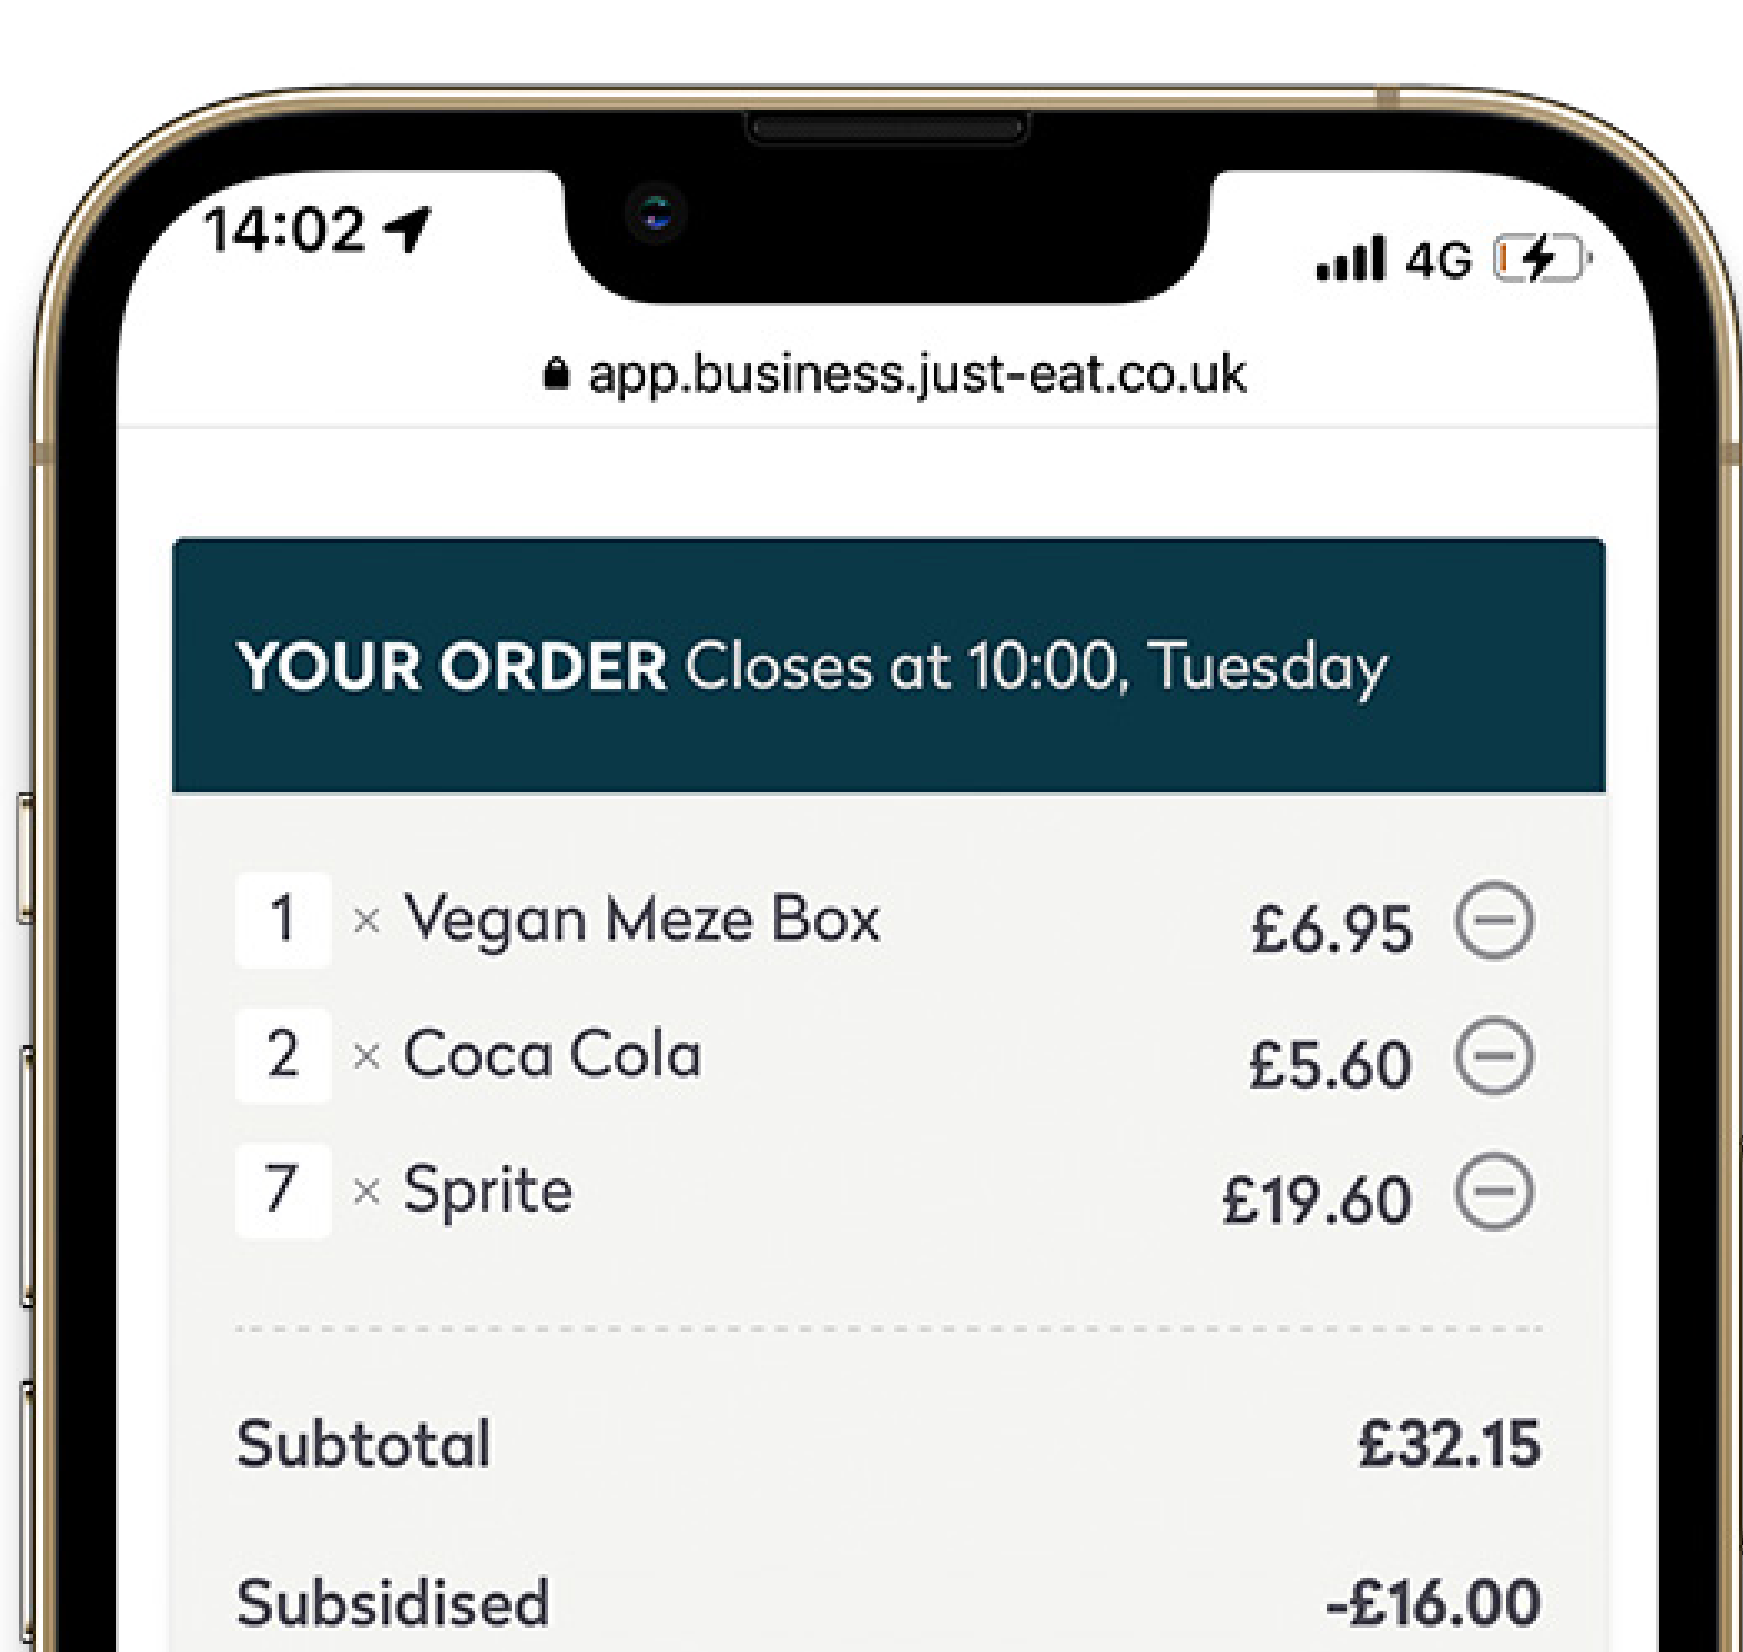 14:02
4G
app.business.just-eat.co.uk
YOUR ORDER Closes at 10:00, Tuesday
1 × Vegan Meze Box £6.95
2 × Coca Cola £5.60
7 × Sprite £19.60
Subtotal £32.15
Subsidised -£16.00